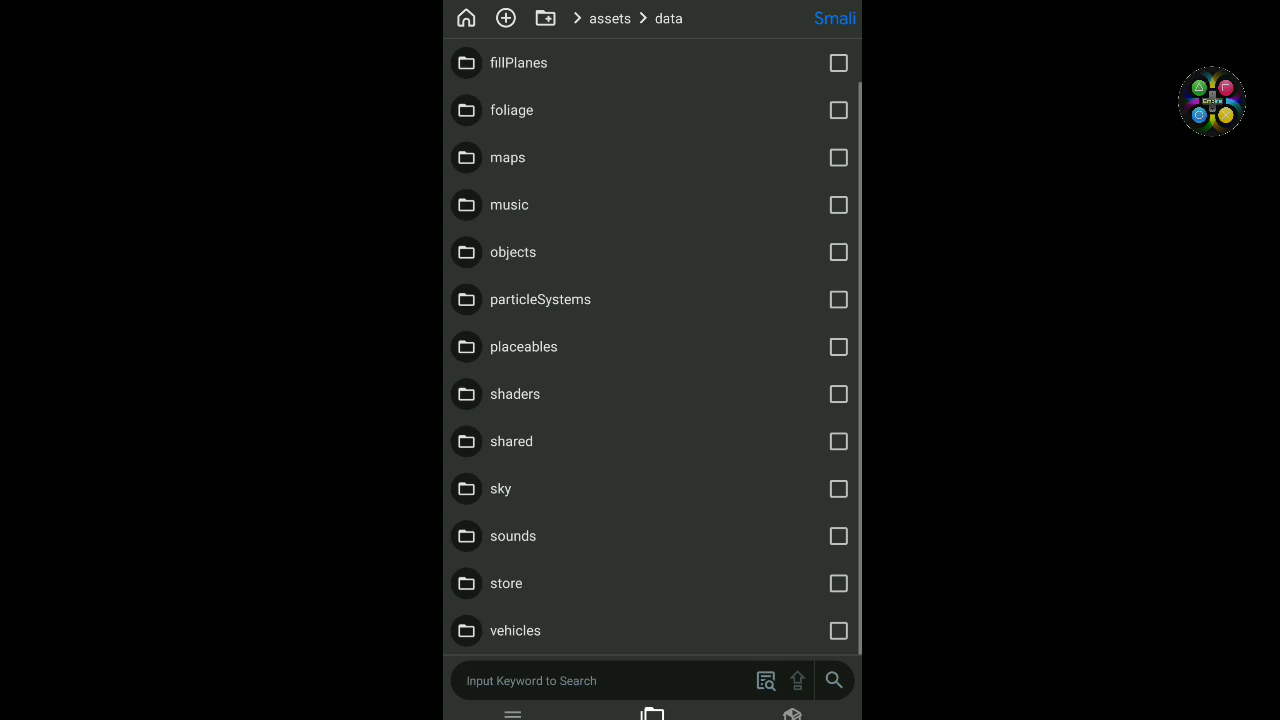 assets data Smali
fillPlanes
foliage
maps
music
objects
particleSystems
placeables
shaders
shared
sky
sounds
store
vehicles
Input Keyword to Search
Empire